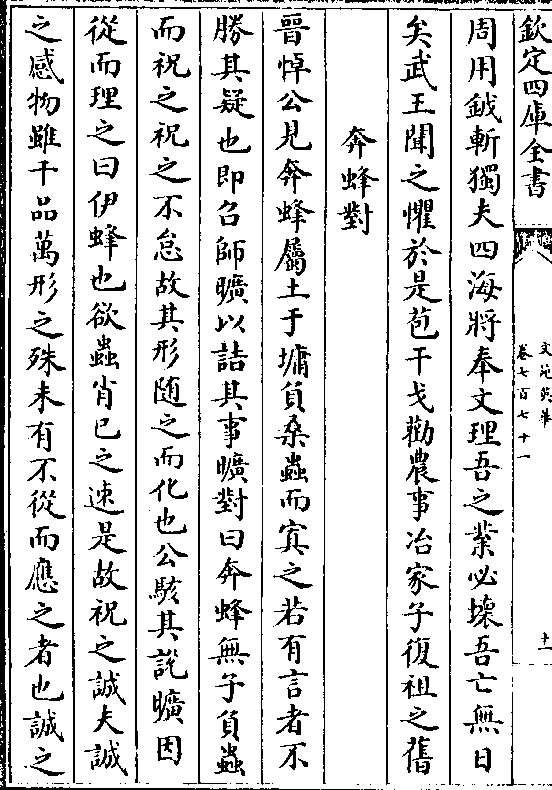 欽定四庫全書
文苑英華
卷七百七十一
十一
周用鉞斬獨夫四海將奉文理吾之業必壞吾亡無日
矣武王聞之懼於是苞干戈勸農事冶家子復祖之舊
奔蜂對
晉悼公見奔蜂屬土于墉負桑蟲而寘之若有言者不
勝其疑也即召師曠以詰其事曠對曰奔蜂無子負蟲
而祝之祝之不怠故其形随之而化也公駭其說曠因
從而理之曰伊蜂也欲蟲肖已之速是故祝之誠夫誠
之感物雖千品萬形之殊未有不從而應之者也誠之